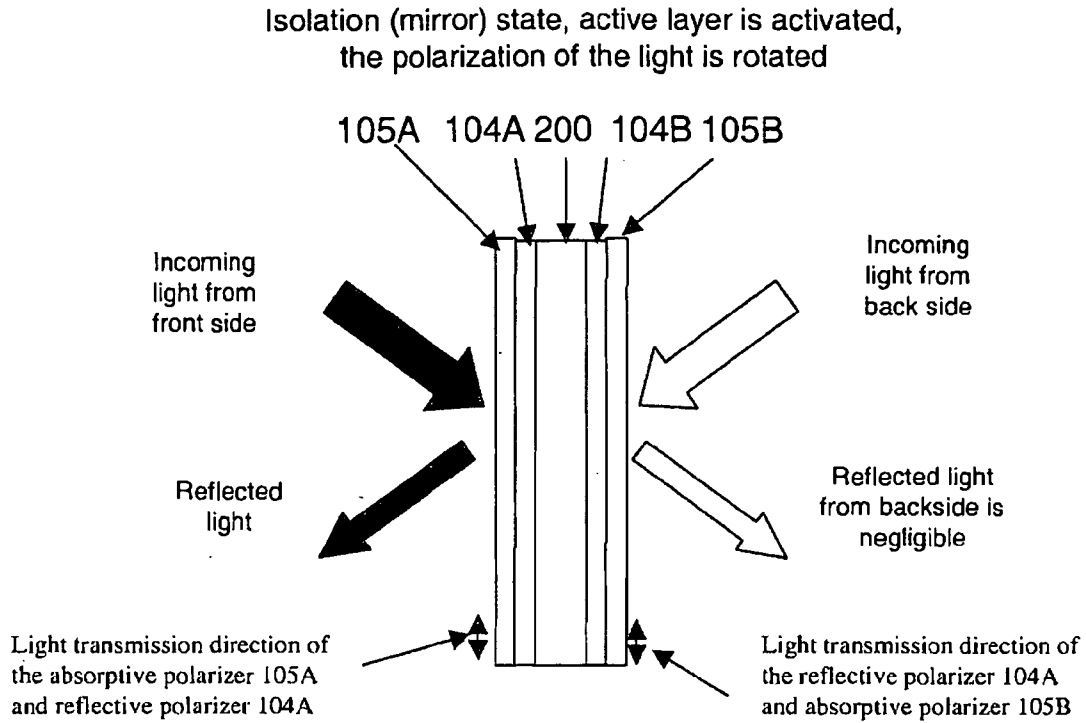 Isolation (mirror) state, active layer is activated,
the polarization of the light is rotated
105A 104A 200 104B 105B
Incoming
light from
front side
Incoming
light from
back side
Reflected
light
Reflected light
from backside is
negligible
Light transmission direction of
the absorptive polarizer 105A
and reflective polarizer 104A
Light transmission direction of
the reflective polarizer 104A
and absorptive polarizer 105B